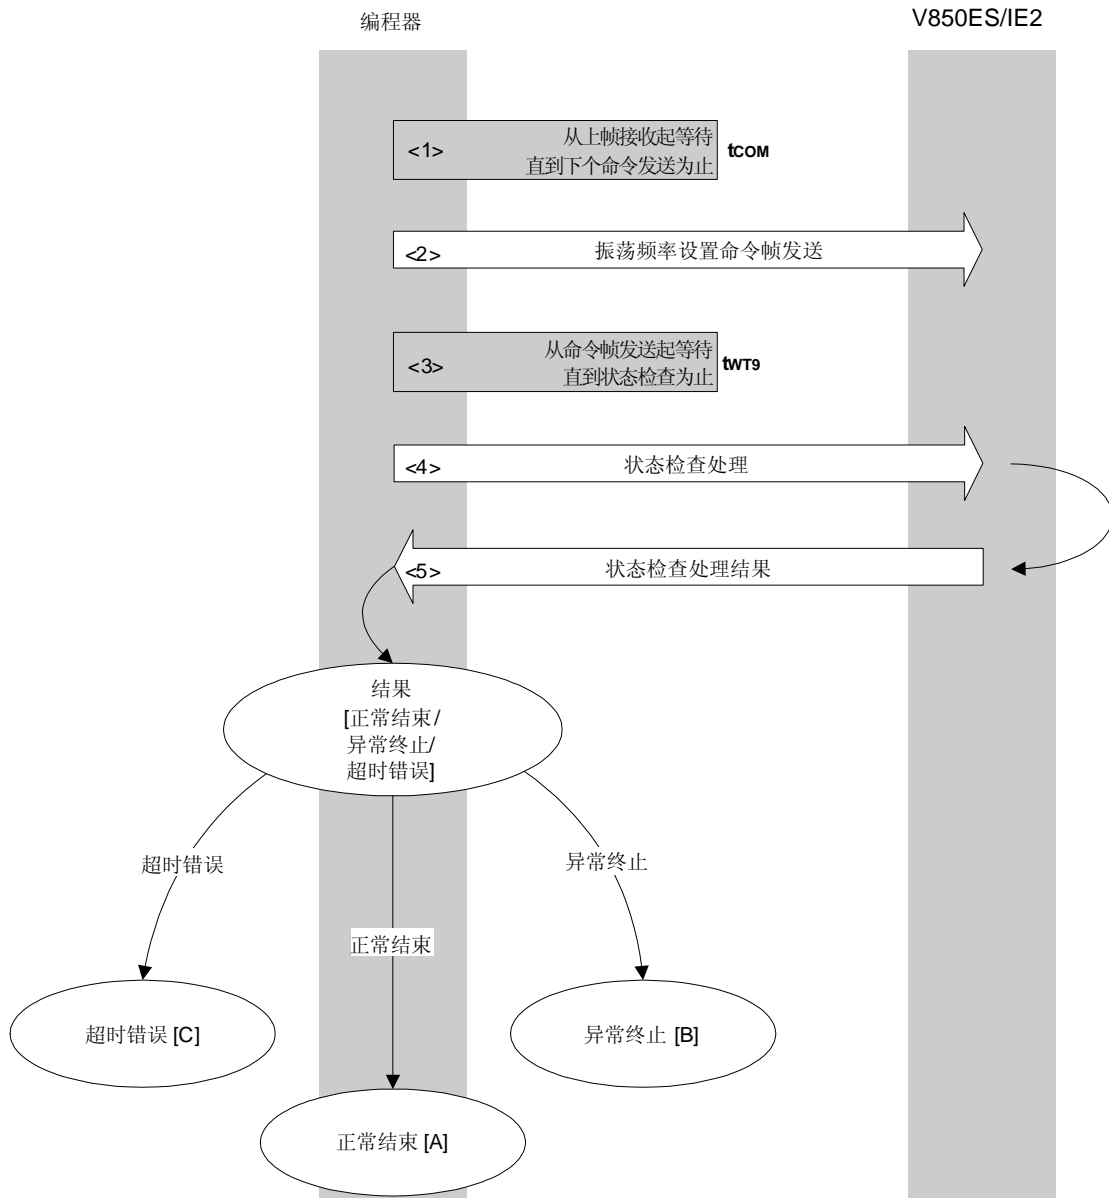 编程器
V850ES/IE2
<1>
从上帧接收起等待
直到下个命令发送为止
tCOM
<2>
振荡频率设置命令帧发送
<3>
从命令帧发送起等待
直到状态检查为止
tWT9
<4>
状态检查处理
<5>
状态检查处理结果
结果
[正常结束/
异常终止/
超时错误]
超时错误
异常终止
正常结束
超时错误 [C]
异常终止 [B]
正常结束 [A]